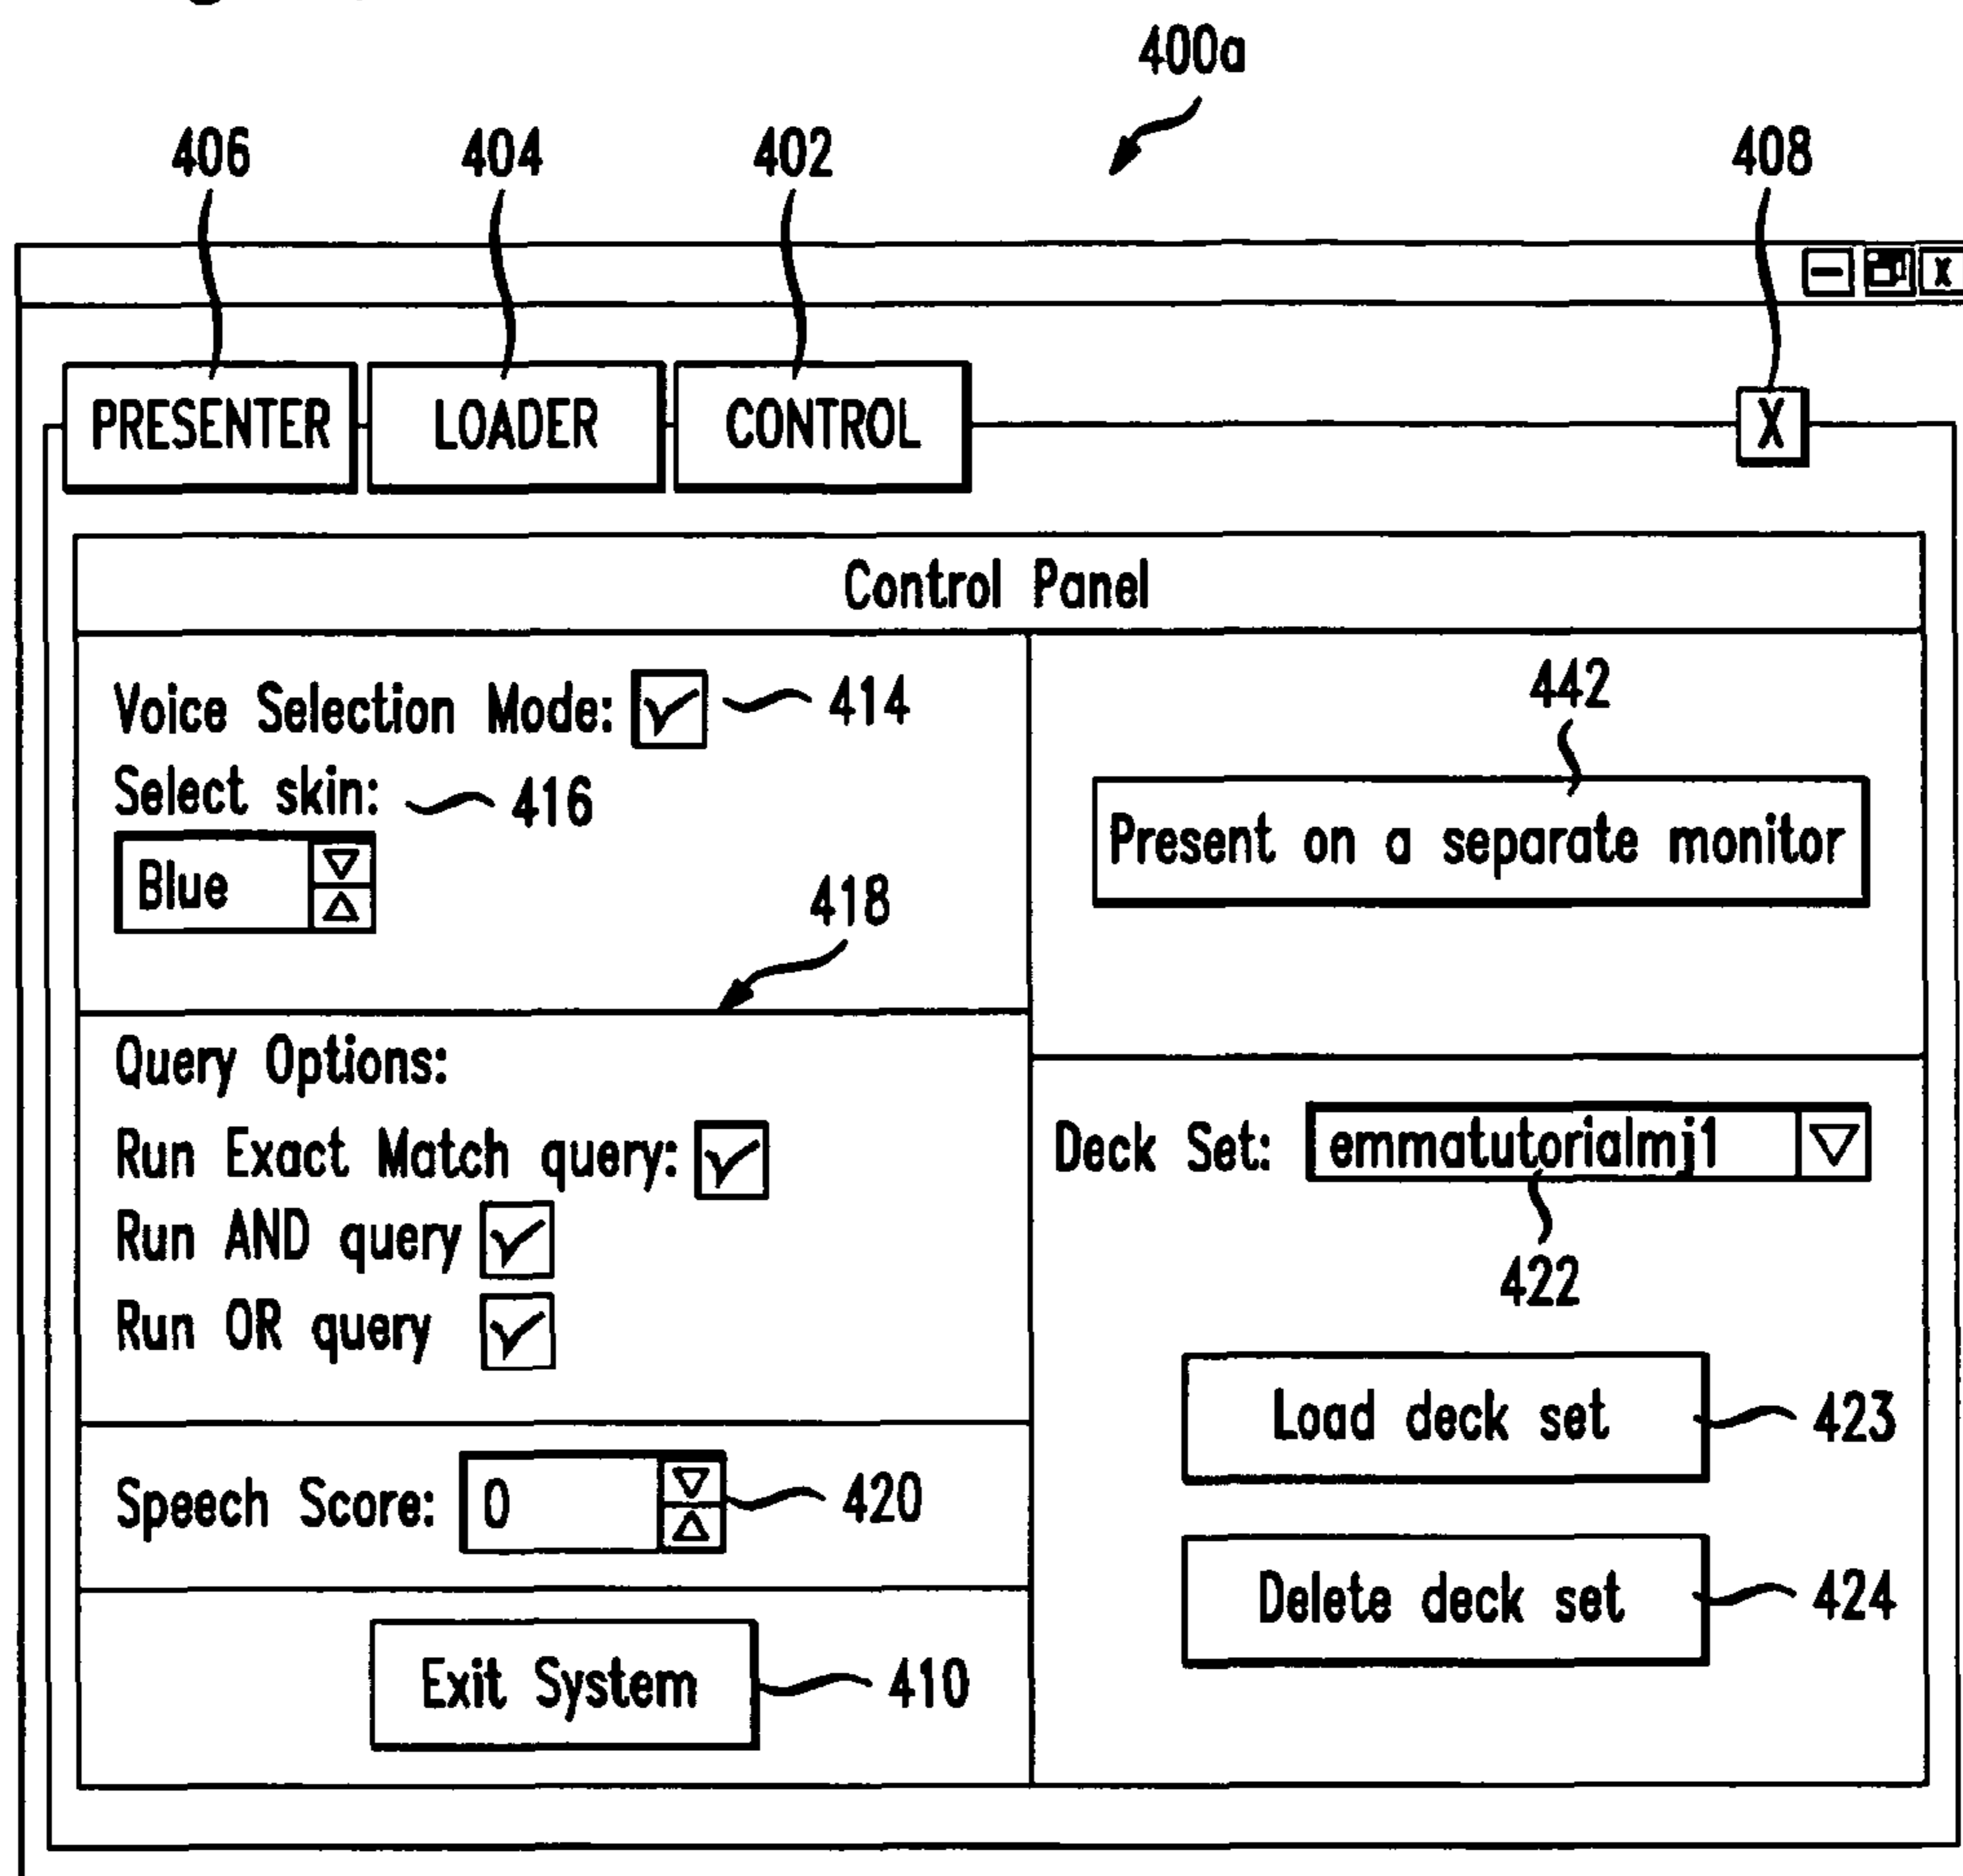 400a
406 404 402 408
X
PRESENTER LOADER CONTROL X
Control Panel
Voice Selection Mode: 414
Select skin: 416
Blue
418
442
Present on a separate monitor
Query Options:
Run Exact Match query:
Run AND query
Run OR query
Deck Set: emmatutorialmj1
422
Load deck set 423
Speech Score: 0 420
Delete deck set 424
Exit System 410